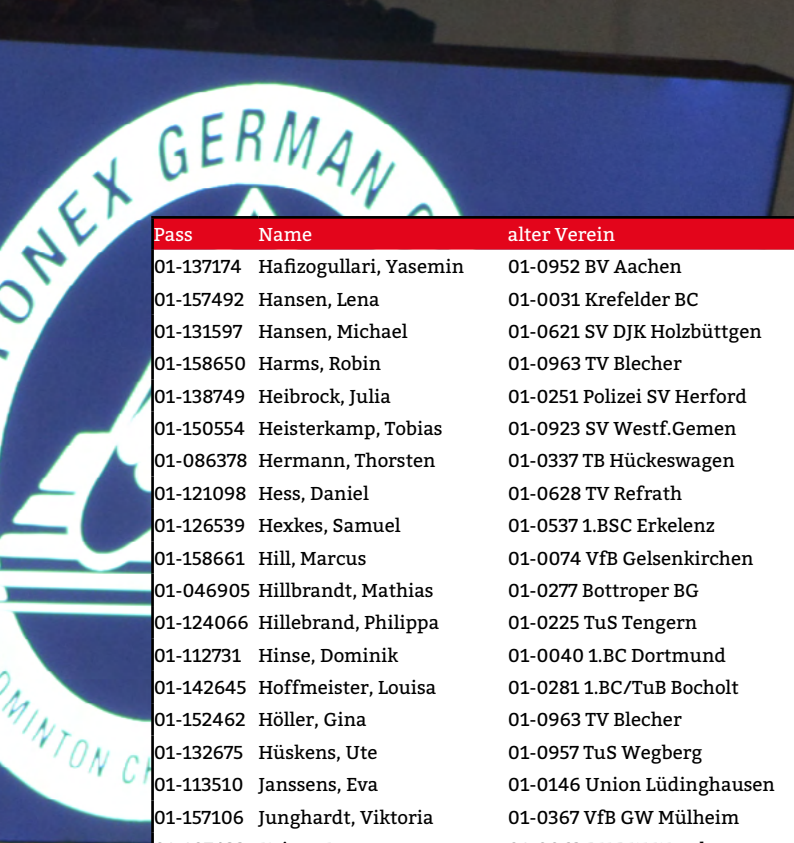 YONEX GERMAN
BADMINTON CH
Pass Name alter Verein
01-137174 Hafizogullari, Yasemin 01-0952 BV Aachen
01-157492 Hansen, Lena 01-0031 Krefelder BC
01-131597 Hansen, Michael 01-0621 SV DJK Holzbüttgen
01-158650 Harms, Robin 01-0963 TV Blecher
01-138749 Heibrock, Julia 01-0251 Polizei SV Herford
01-150554 Heisterkamp, Tobias 01-0923 SV Westf.Gemen
01-086378 Hermann, Thorsten 01-0337 TB Hückeswagen
01-121098 Hess, Daniel 01-0628 TV Refrath
01-126539 Hexkes, Samuel 01-0537 1.BSC Erkelenz
01-158661 Hill, Marcus 01-0074 VfB Gelsenkirchen
01-046905 Hillbrandt, Mathias 01-0277 Bottroper BG
01-124066 Hillebrand, Philippa 01-0225 TuS Tengern
01-112731 Hinse, Dominik 01-0040 1.BC Dortmund
01-142645 Hoffmeister, Louisa 01-0281 1.BC/TuB Bocholt
01-152462 Höller, Gina 01-0963 TV Blecher
01-132675 Hüskens, Ute 01-0957 TuS Wegberg
01-113510 Janssens, Eva 01-0146 Union Lüdinghausen
01-157106 Junghardt, Viktoria 01-0367 VfB GW Mülheim